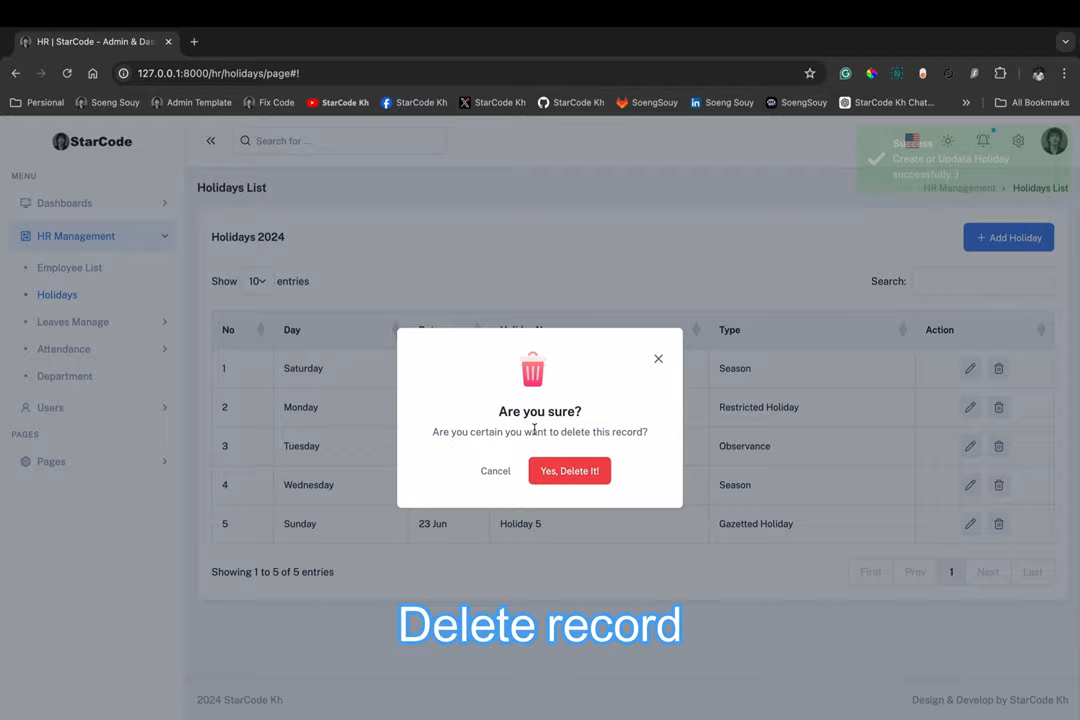 HR | StarCode - Admin & Das
127.0.0.1:8000/hr/holidays/page#!
Personal
Soeng Souy
Admin Template
Fix Code
StarCode Kh
StarCode Kh
StarCode Kh
StarCode Kh
SoengSouy
Soeng Souy
SoengSouy
StarCode Kh Chat...
All Bookmarks
StarCode
Search for ...
Success
Create or Update Holiday
successfully :)
MENU
Dashboards
HR Management
Employee List
Holidays
Leaves Manage
Attendance
Department
Users
PAGES
Pages
Holidays List
HR Management
Holidays List
Holidays 2024
+ Add Holiday
Show 10 entries
Search:
No Day Type Action
1 Saturday Season
2 Monday Restricted Holiday
3 Tuesday Observance
4 Wednesday Season
5 Sunday 23 Jun Holiday 5 Gazetted Holiday
Are you sure?
Are you certain you want to delete this record?
Cancel
Yes, Delete It!
Showing 1 to 5 of 5 entries
First Prev 1 Next Last
Delete record
2024 StarCode Kh
Design & Develop by StarCode Kh